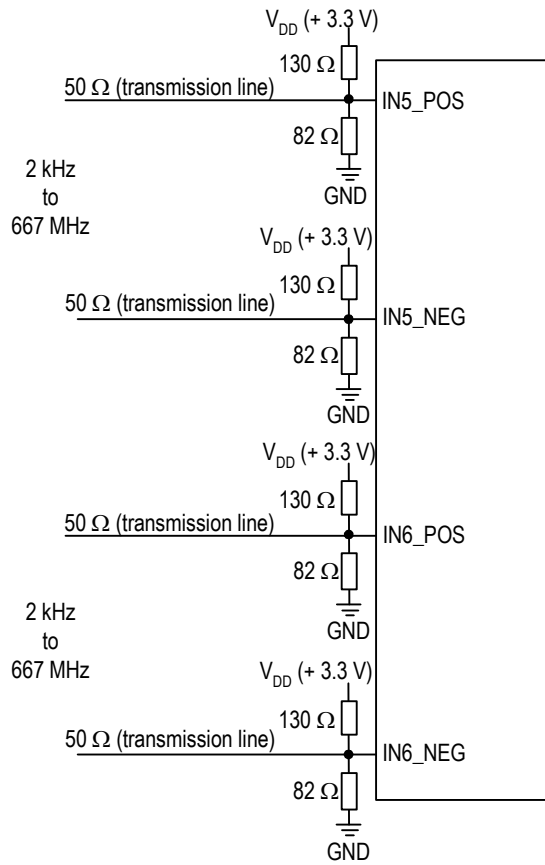 V_DD (+ 3.3 V)
130 Ω
50 Ω (transmission line)
IN5_POS
82 Ω
GND
2 kHz
to
667 MHz
V_DD (+ 3.3 V)
130 Ω
50 Ω (transmission line)
IN5_NEG
82 Ω
GND
V_DD (+ 3.3 V)
130 Ω
50 Ω (transmission line)
IN6_POS
82 Ω
GND
2 kHz
to
667 MHz
V_DD (+ 3.3 V)
130 Ω
50 Ω (transmission line)
IN6_NEG
82 Ω
GND